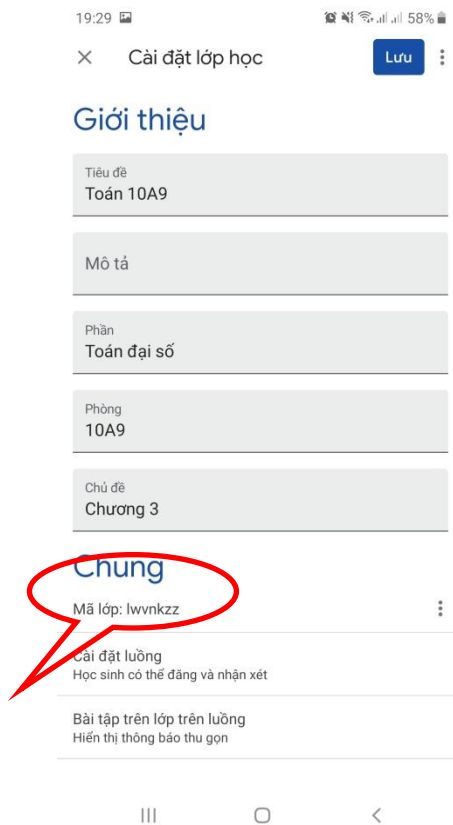 19:29 58%
Cài đặt lớp học Lưu
Giới thiệu
Tiêu đề
Toán 10A9
Mô tả
Phần
Toán đại số
Phòng
10A9
Chủ đề
Chương 3
Chung
Mã lớp: lwvnkzz
Cài đặt luồng
Học sinh có thể đăng và nhận xét
Bài tập trên lớp trên luồng
Hiển thị thông báo thu gọn